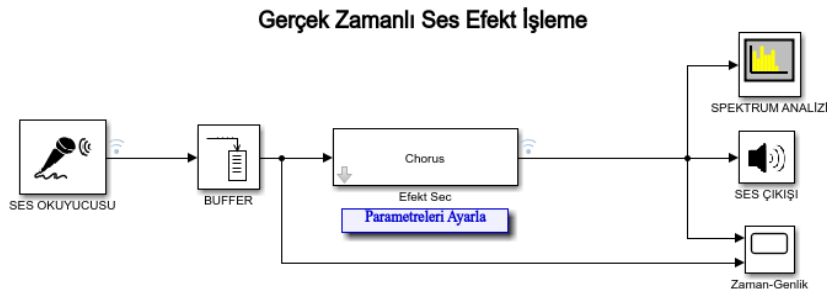 Gerçek Zamanlı Ses Efekt İşleme
SPEKTRUM ANALİZİ
Chorus
SES OKUYUCUSU
BUFFER
Efekt Sec
SES ÇIKIŞI
Parametreleri Ayarla
Zaman-Genlik